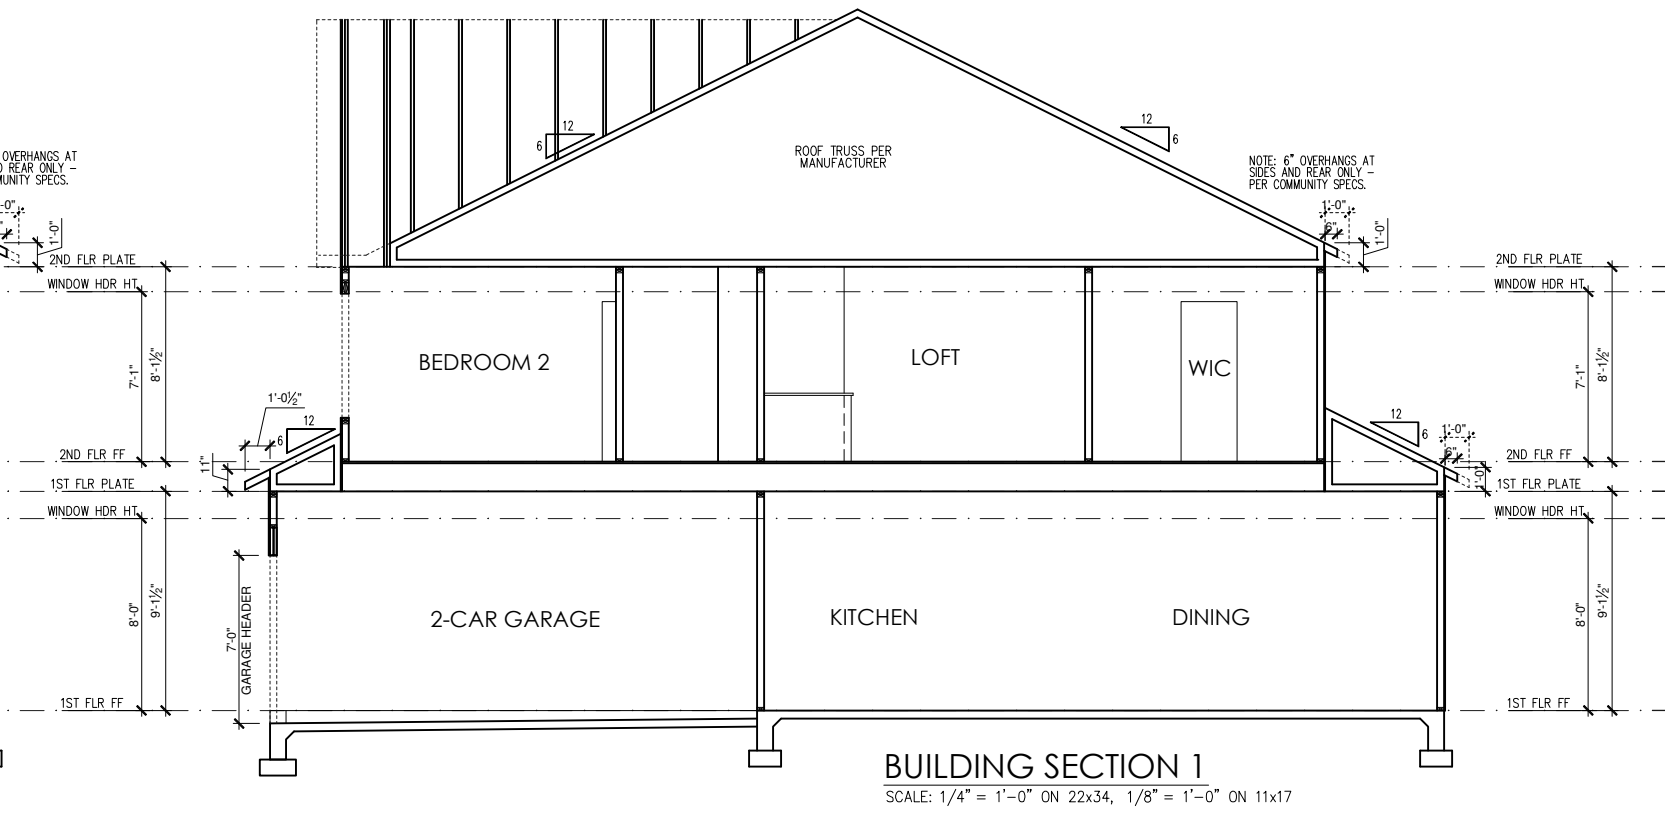 12
6
12
6
ROOF TRUSS PER
MANUFACTURER
OVERHANGS AT
REAR ONLY –
SPECS.
-0"
1'-0"
NOTE: 6" OVERHANGS AT
SIDES AND REAR ONLY –
PER COMMUNITY SPECS.
1'-0"
6"
1'-0"
2ND FLR PLATE
WINDOW HDR HT
2ND FLR PLATE
WINDOW HDR HT
7'-1"
8'-1½"
BEDROOM 2
LOFT
WIC
7'-1"
8'-1½"
1'-0½"
12
6
11"
12
6
1'-0"
6"
1'-0"
2ND FLR FF
1ST FLR PLATE
WINDOW HDR HT
2ND FLR FF
1ST FLR PLATE
WINDOW HDR HT
8'-0"
9'-1½"
7'-0"
GARAGE HEADER
2-CAR GARAGE
KITCHEN
DINING
8'-0"
9'-1½"
1ST FLR FF
1ST FLR FF
BUILDING SECTION 1
SCALE: 1/4" = 1'-0" ON 22x34, 1/8" = 1'-0" ON 11x17